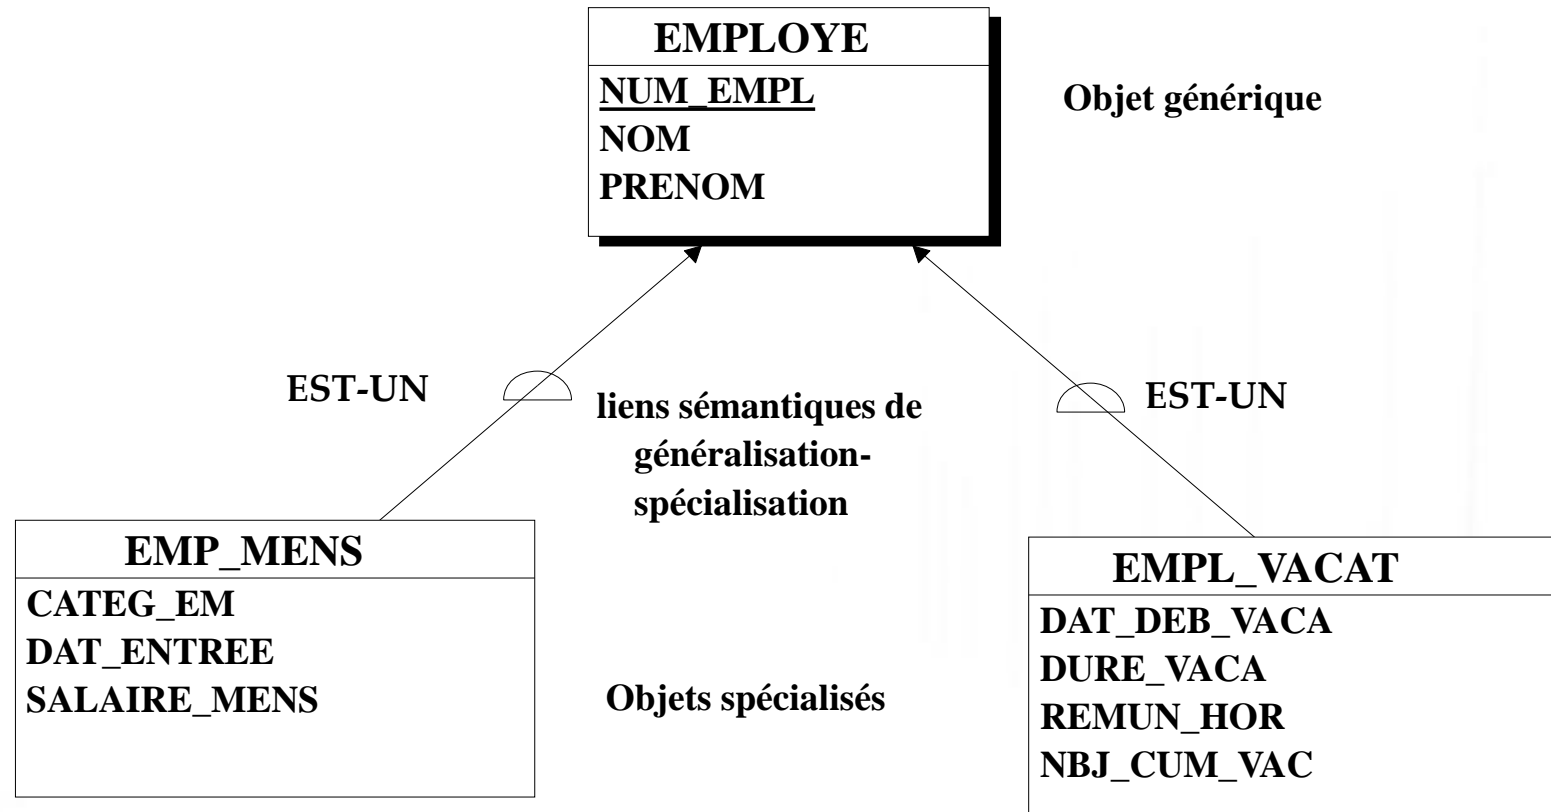 EMPLOYE
NUM_EMPL
NOM
PRENOM
Objet générique
EST-UN
liens sémantiques de
généralisation-
spécialisation
EST-UN
EMP_MENS
CATEG_EM
DAT_ENTREE
SALAIRE_MENS
Objets spécialisés
EMPL_VACAT
DAT_DEB_VACA
DURE_VACA
REMUN_HOR
NBJ_CUM_VAC